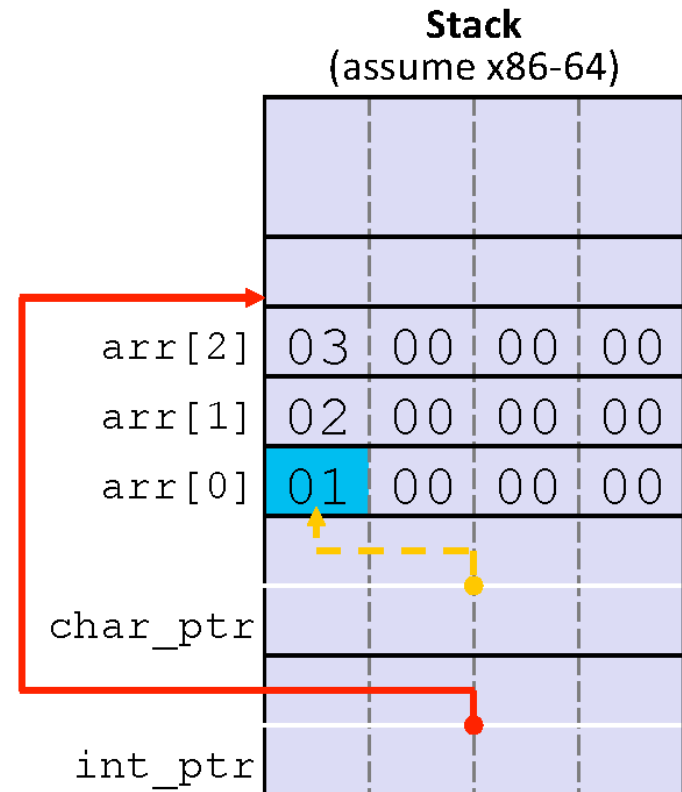 Stack
(assume x86-64)
arr[2] 03 00 00 00
arr[1] 02 00 00 00
arr[0] 01 00 00 00
char_ptr
int_ptr